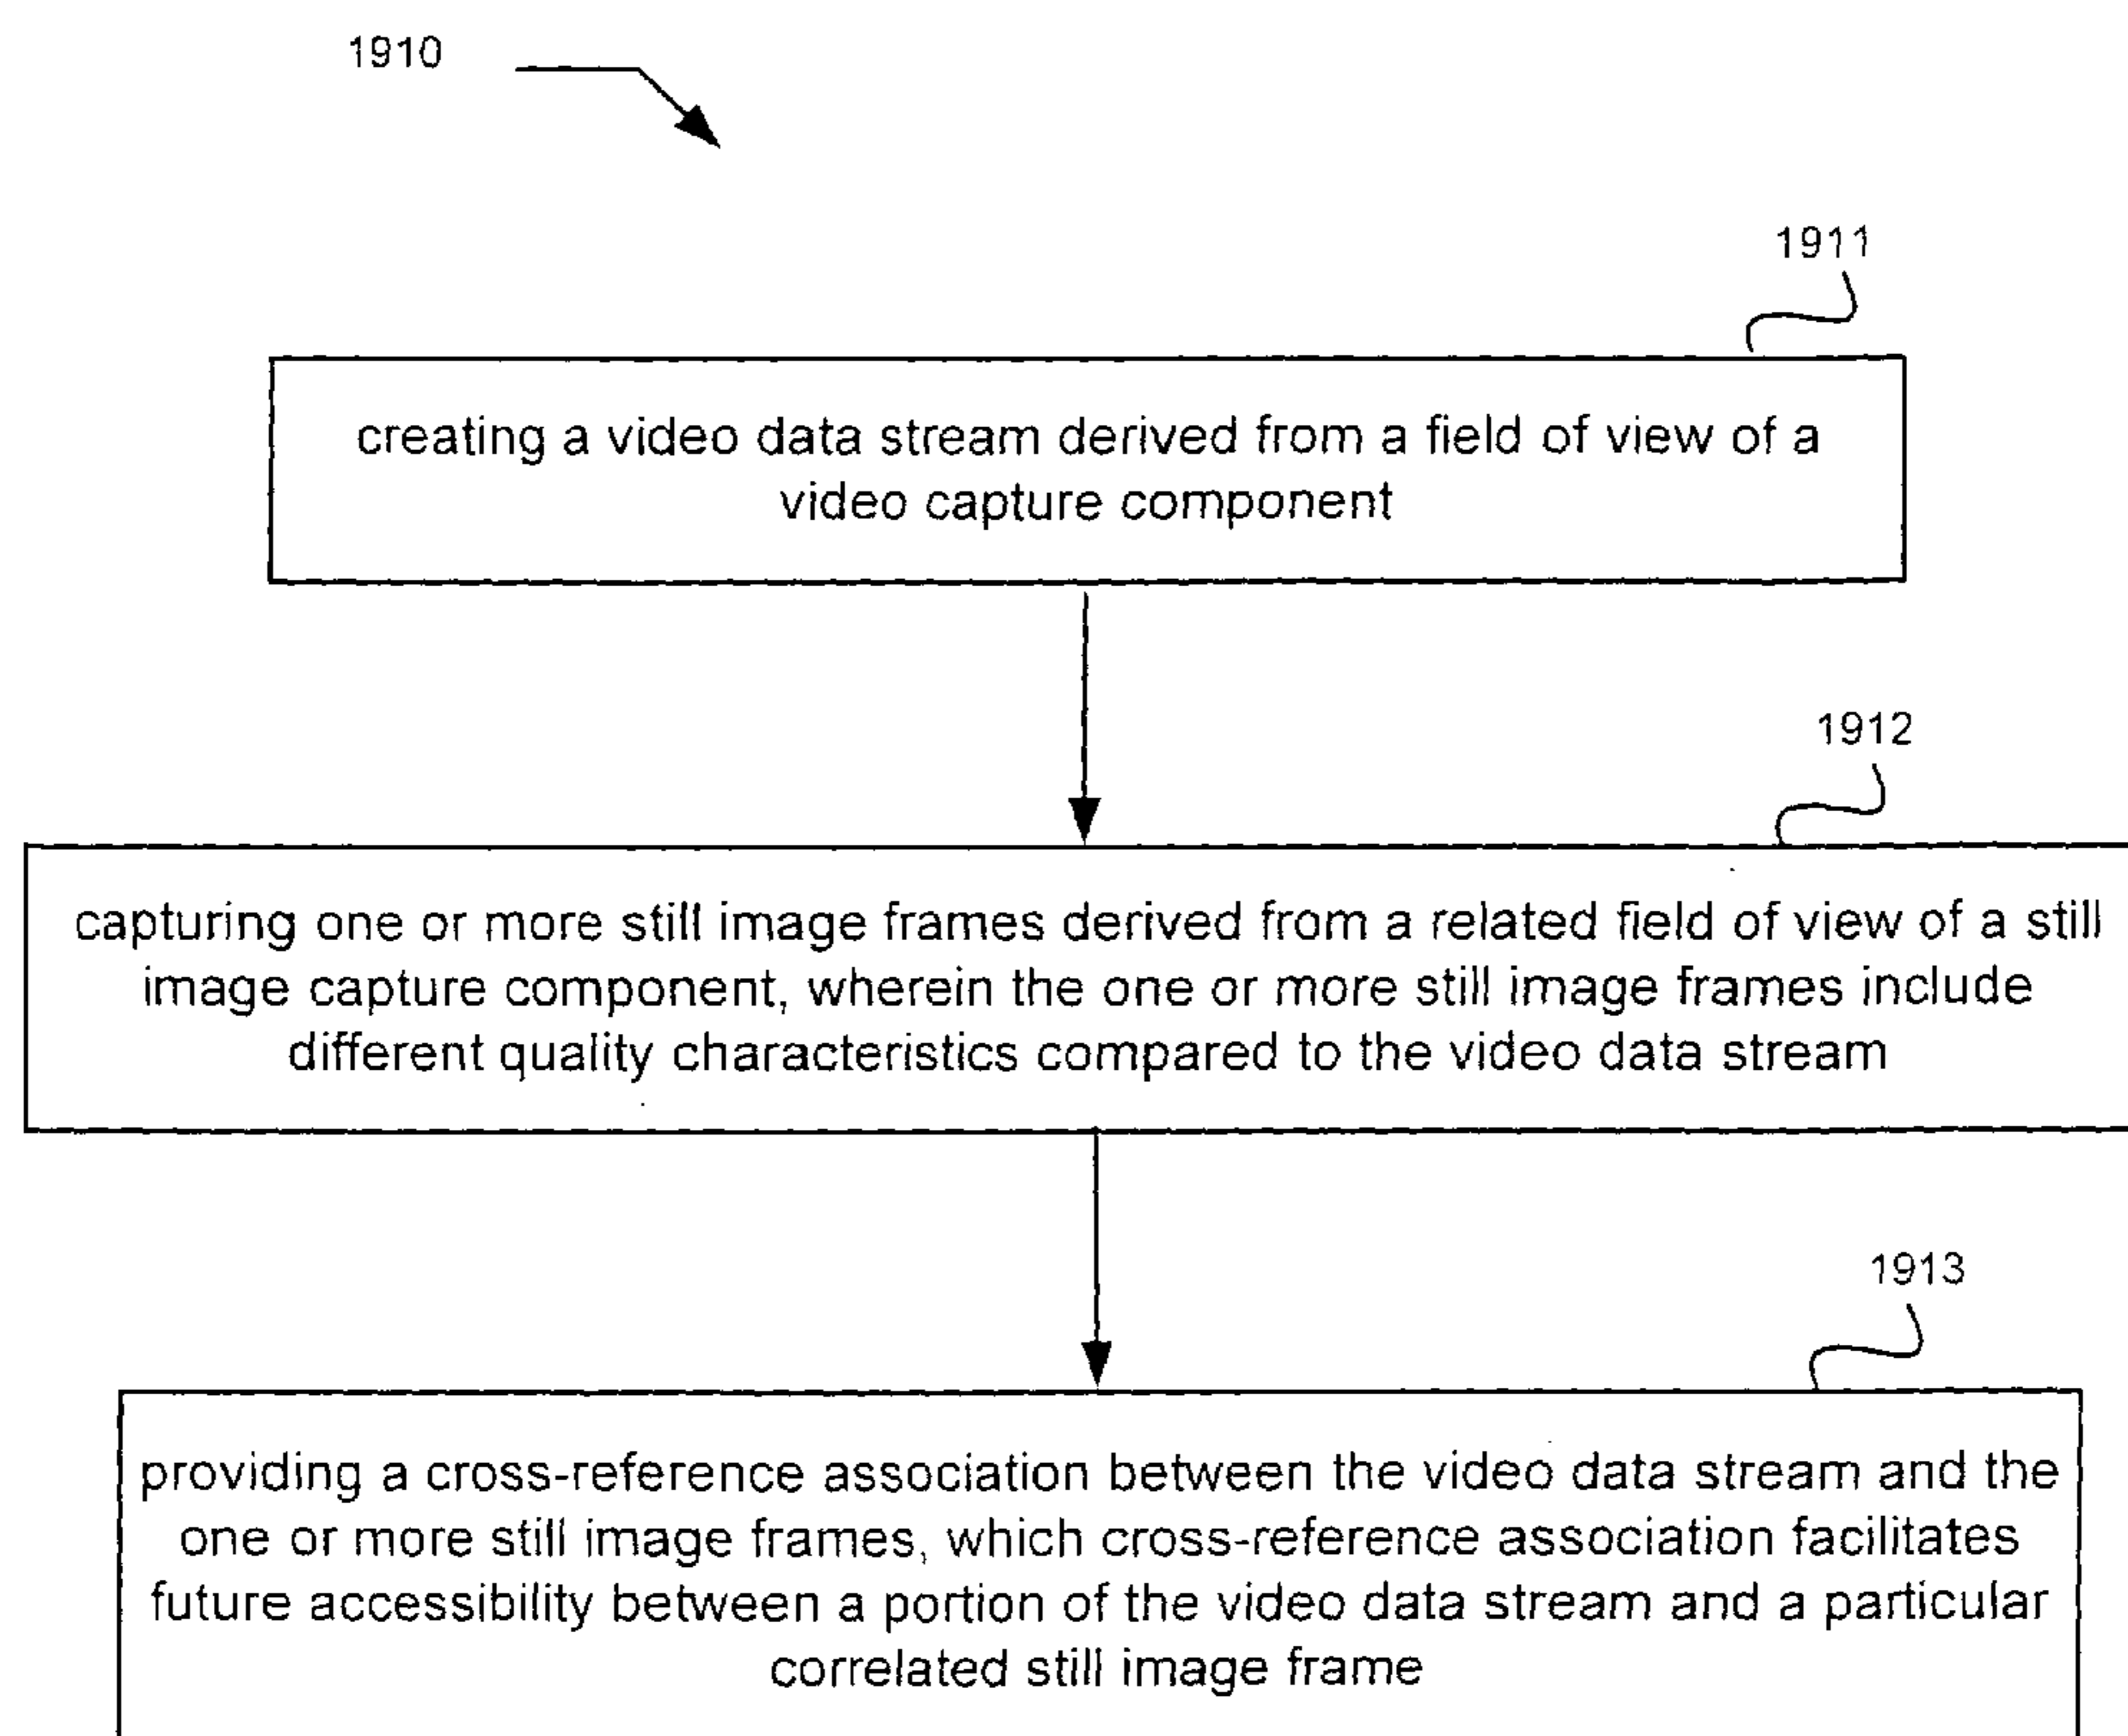 1910
1911
creating a video data stream derived from a field of view of a
video capture component
1912
capturing one or more still image frames derived from a related field of view of a still
image capture component, wherein the one or more still image frames include
different quality characteristics compared to the video data stream
1913
providing a cross-reference association between the video data stream and the
one or more still image frames, which cross-reference association facilitates
future accessibility between a portion of the video data stream and a particular
correlated still image frame